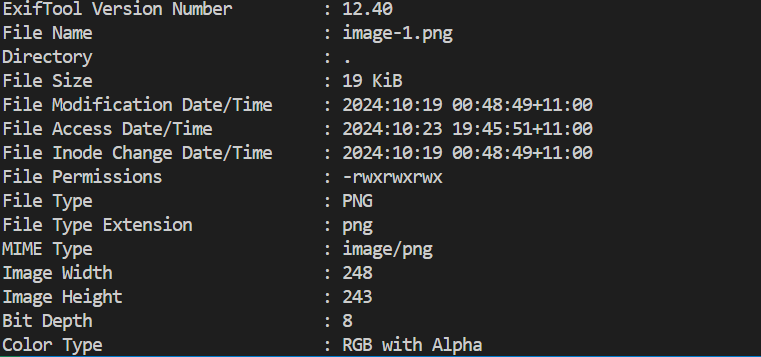 ExifTool Version Number         : 12.40
File Name                       : image-1.png
Directory                       : .
File Size                       : 19 KiB
File Modification Date/Time     : 2024:10:19 00:48:49+11:00
File Access Date/Time           : 2024:10:23 19:45:51+11:00
File Inode Change Date/Time     : 2024:10:19 00:48:49+11:00
File Permissions                : -rwxrwxrwx
File Type                       : PNG
File Type Extension             : png
MIME Type                       : image/png
Image Width                     : 248
Image Height                    : 243
Bit Depth                       : 8
Color Type                      : RGB with Alpha